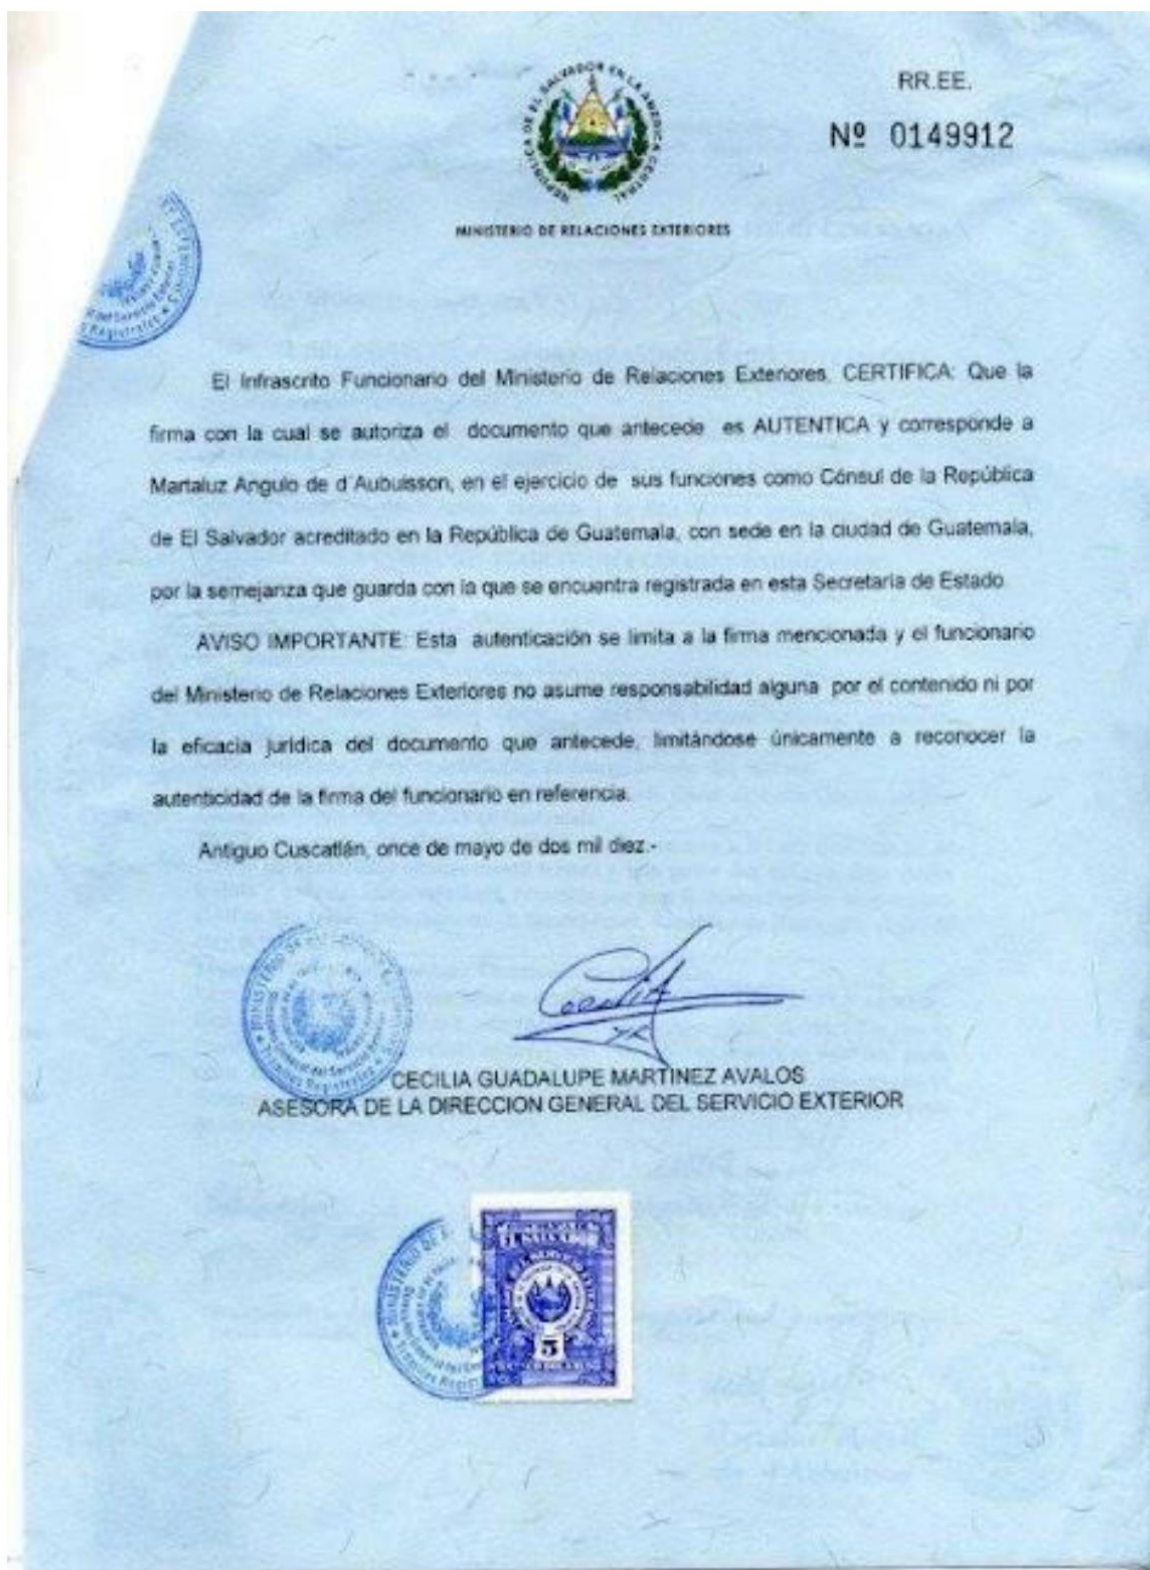 REPUBLICA DE EL SALVADOR EN LA AMERICA CENTRAL
RR.EE.
Nº 0149912
MINISTERIO DE RELACIONES EXTERIORES
El Infrascrito Funcionario del Ministerio de Relaciones Exteriores, CERTIFICA: Que la
firma con la cual se autoriza el documento que antecede es AUTENTICA y corresponde a
Martaluz Angulo de d´Aubuisson, en el ejercicio de sus funciones como Cónsul de la República
de El Salvador acreditado en la República de Guatemala, con sede en la ciudad de Guatemala,
por la semejanza que guarda con la que se encuentra registrada en esta Secretaría de Estado.
AVISO IMPORTANTE: Esta autenticación se limita a la firma mencionada y el funcionario
del Ministerio de Relaciones Exteriores no asume responsabilidad alguna por el contenido ni por
la eficacia jurídica del documento que antecede, limitándose únicamente a reconocer la
autenticidad de la firma del funcionario en referencia.
Antiguo Cuscatlán, once de mayo de dos mil diez.-
CECILIA GUADALUPE MARTINEZ AVALOS
ASESORA DE LA DIRECCION GENERAL DEL SERVICIO EXTERIOR
EL SALVADOR
5